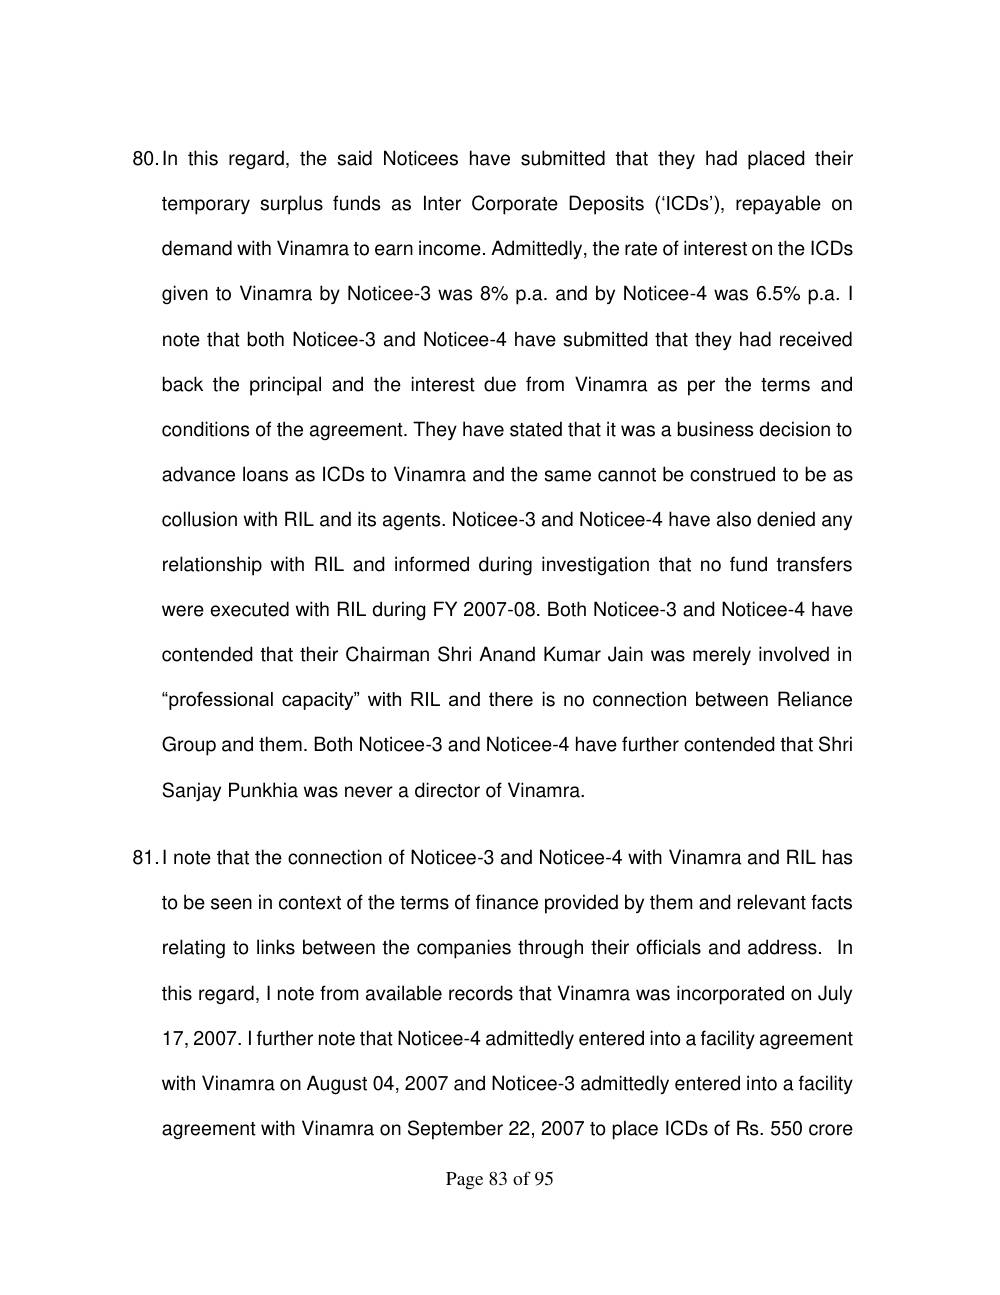 80. In this regard, the said Noticees have submitted that they had placed their
temporary surplus funds as Inter Corporate Deposits (‘ICDs’), repayable on
demand with Vinamra to earn income. Admittedly, the rate of interest on the ICDs
given to Vinamra by Noticee-3 was 8% p.a. and by Noticee-4 was 6.5% p.a. I
note that both Noticee-3 and Noticee-4 have submitted that they had received
back the principal and the interest due from Vinamra as per the terms and
conditions of the agreement. They have stated that it was a business decision to
advance loans as ICDs to Vinamra and the same cannot be construed to be as
collusion with RIL and its agents. Noticee-3 and Noticee-4 have also denied any
relationship with RIL and informed during investigation that no fund transfers
were executed with RIL during FY 2007-08. Both Noticee-3 and Noticee-4 have
contended that their Chairman Shri Anand Kumar Jain was merely involved in
“professional capacity” with RIL and there is no connection between Reliance
Group and them. Both Noticee-3 and Noticee-4 have further contended that Shri
Sanjay Punkhia was never a director of Vinamra.
81. I note that the connection of Noticee-3 and Noticee-4 with Vinamra and RIL has
to be seen in context of the terms of finance provided by them and relevant facts
relating to links between the companies through their officials and address. In
this regard, I note from available records that Vinamra was incorporated on July
17, 2007. I further note that Noticee-4 admittedly entered into a facility agreement
with Vinamra on August 04, 2007 and Noticee-3 admittedly entered into a facility
agreement with Vinamra on September 22, 2007 to place ICDs of Rs. 550 crore
Page 83 of 95